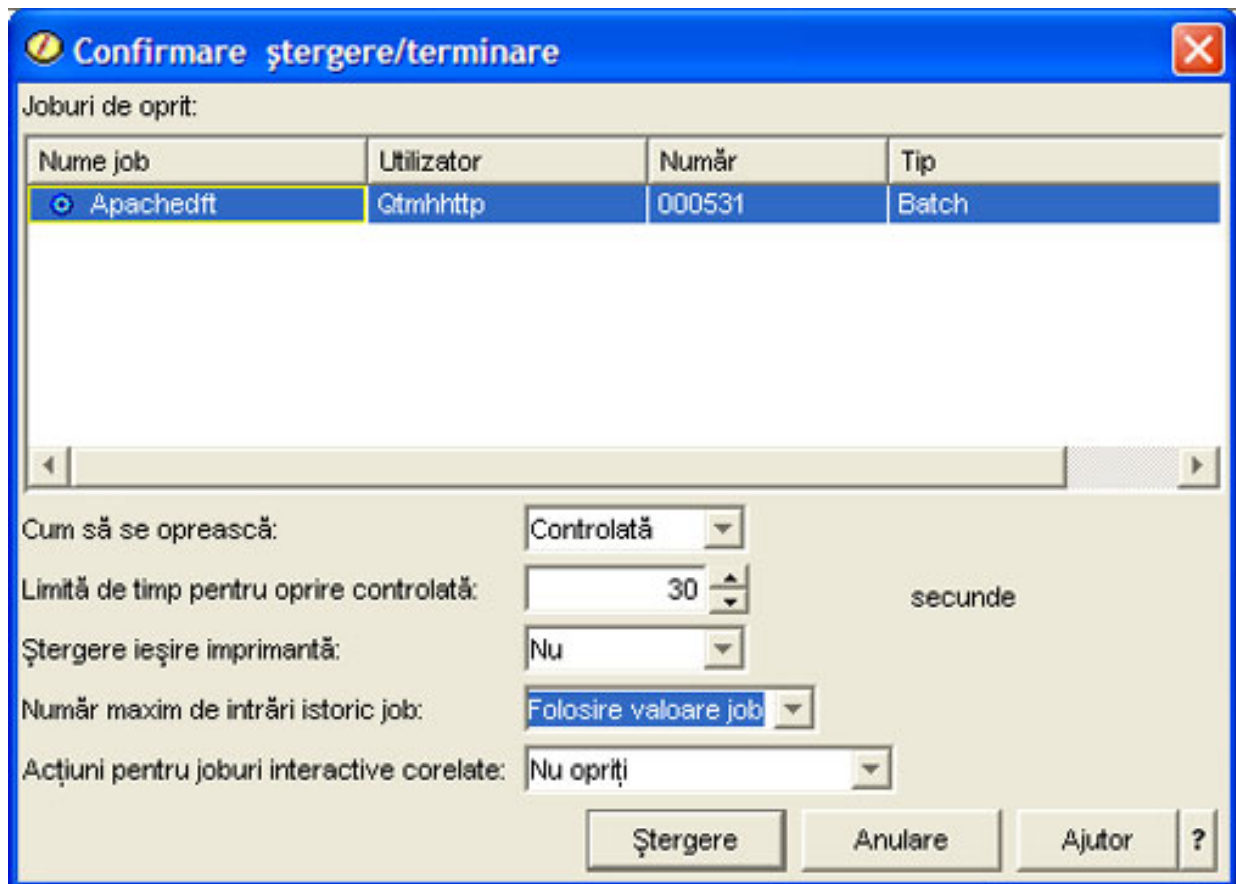 Confirmare ştergere/terminare
Joburi de oprit:
Nume job Utilizator Număr Tip
Apachedft Qtmhhttp 000531 Batch
Cum să se oprească: Controlată
Limită de timp pentru oprire controlată: 30 secunde
Ştergere ieşire imprimantă: Nu
Număr maxim de intrări istoric job: Folosire valoare job
Acţiuni pentru joburi interactive corelate: Nu opriţi
Ştergere Anulare Ajutor ?